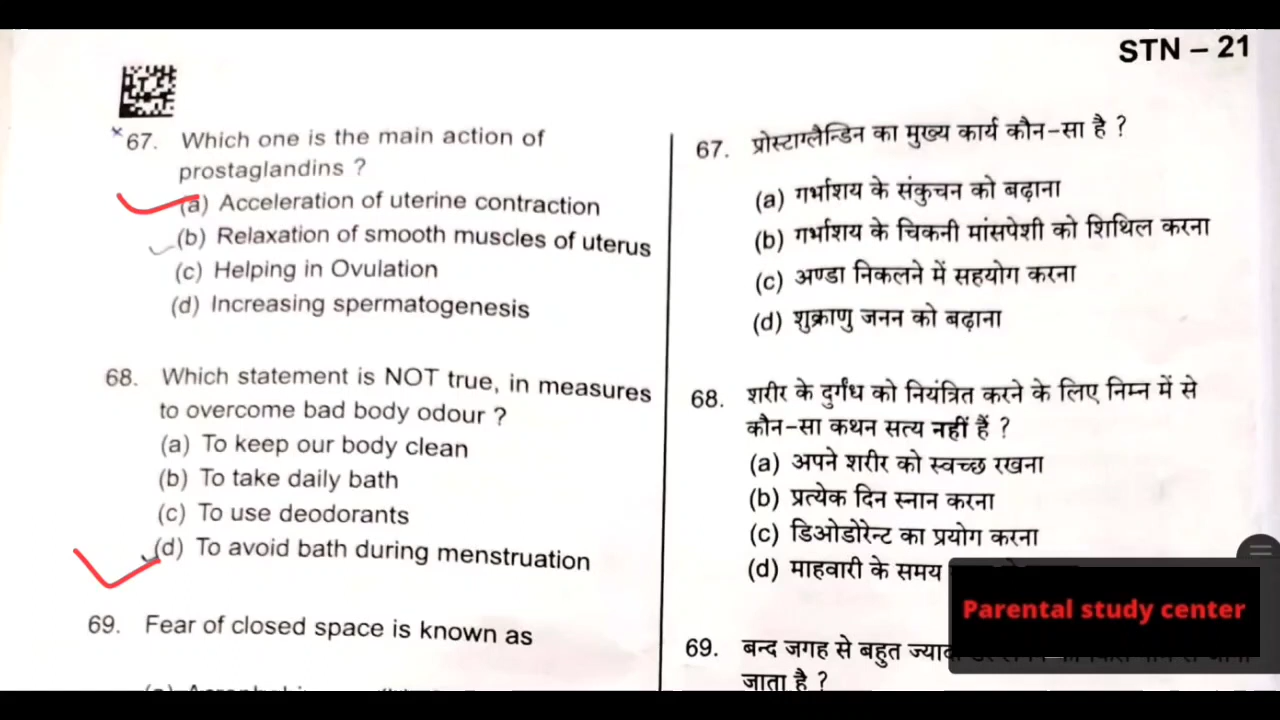 STN – 21
67. Which one is the main action of
prostaglandins ?
(a) Acceleration of uterine contraction
(b) Relaxation of smooth muscles of uterus
(c) Helping in Ovulation
(d) Increasing spermatogenesis
68. Which statement is NOT true, in measures
to overcome bad body odour ?
(a) To keep our body clean
(b) To take daily bath
(c) To use deodorants
(d) To avoid bath during menstruation
69. Fear of closed space is known as
67. प्रोस्टाग्लैन्डिन का मुख्य कार्य कौन-सा है ?
(a) गर्भाशय के संकुचन को बढ़ाना
(b) गर्भाशय के चिकनी मांसपेशी को शिथिल करना
(c) अण्डा निकलने में सहयोग करना
(d) शुक्राणु जनन को बढ़ाना
68. शरीर के दुर्गंध को नियंत्रित करने के लिए निम्न में से
कौन-सा कथन सत्य नहीं हैं ?
(a) अपने शरीर को स्वच्छ रखना
(b) प्रत्येक दिन स्नान करना
(c) डिओडोरेन्ट का प्रयोग करना
(d) माहवारी के समय
69. बन्द जगह से बहुत
जाता है ?
Parental study center